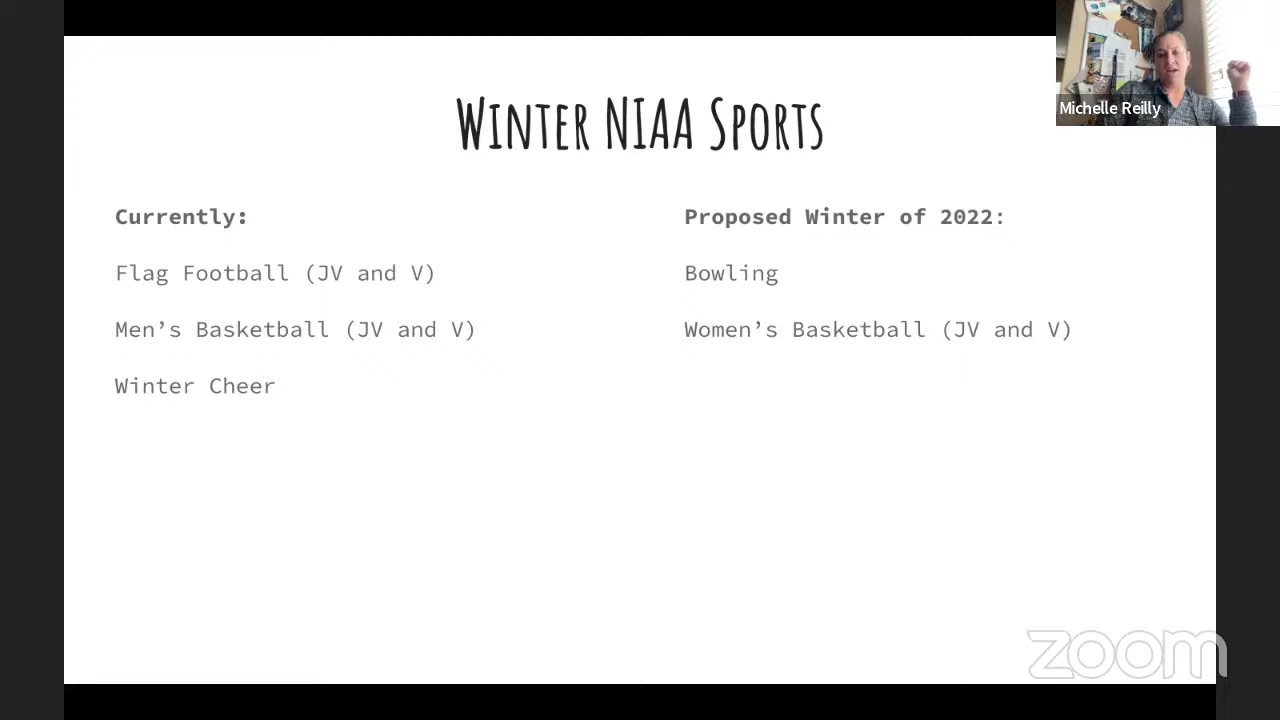 Winter NIAA Sports
Michelle Reilly
Currently:
Flag Football (JV and V)
Men’s Basketball (JV and V)
Winter Cheer
Proposed Winter of 2022:
Bowling
Women’s Basketball (JV and V)
zoom